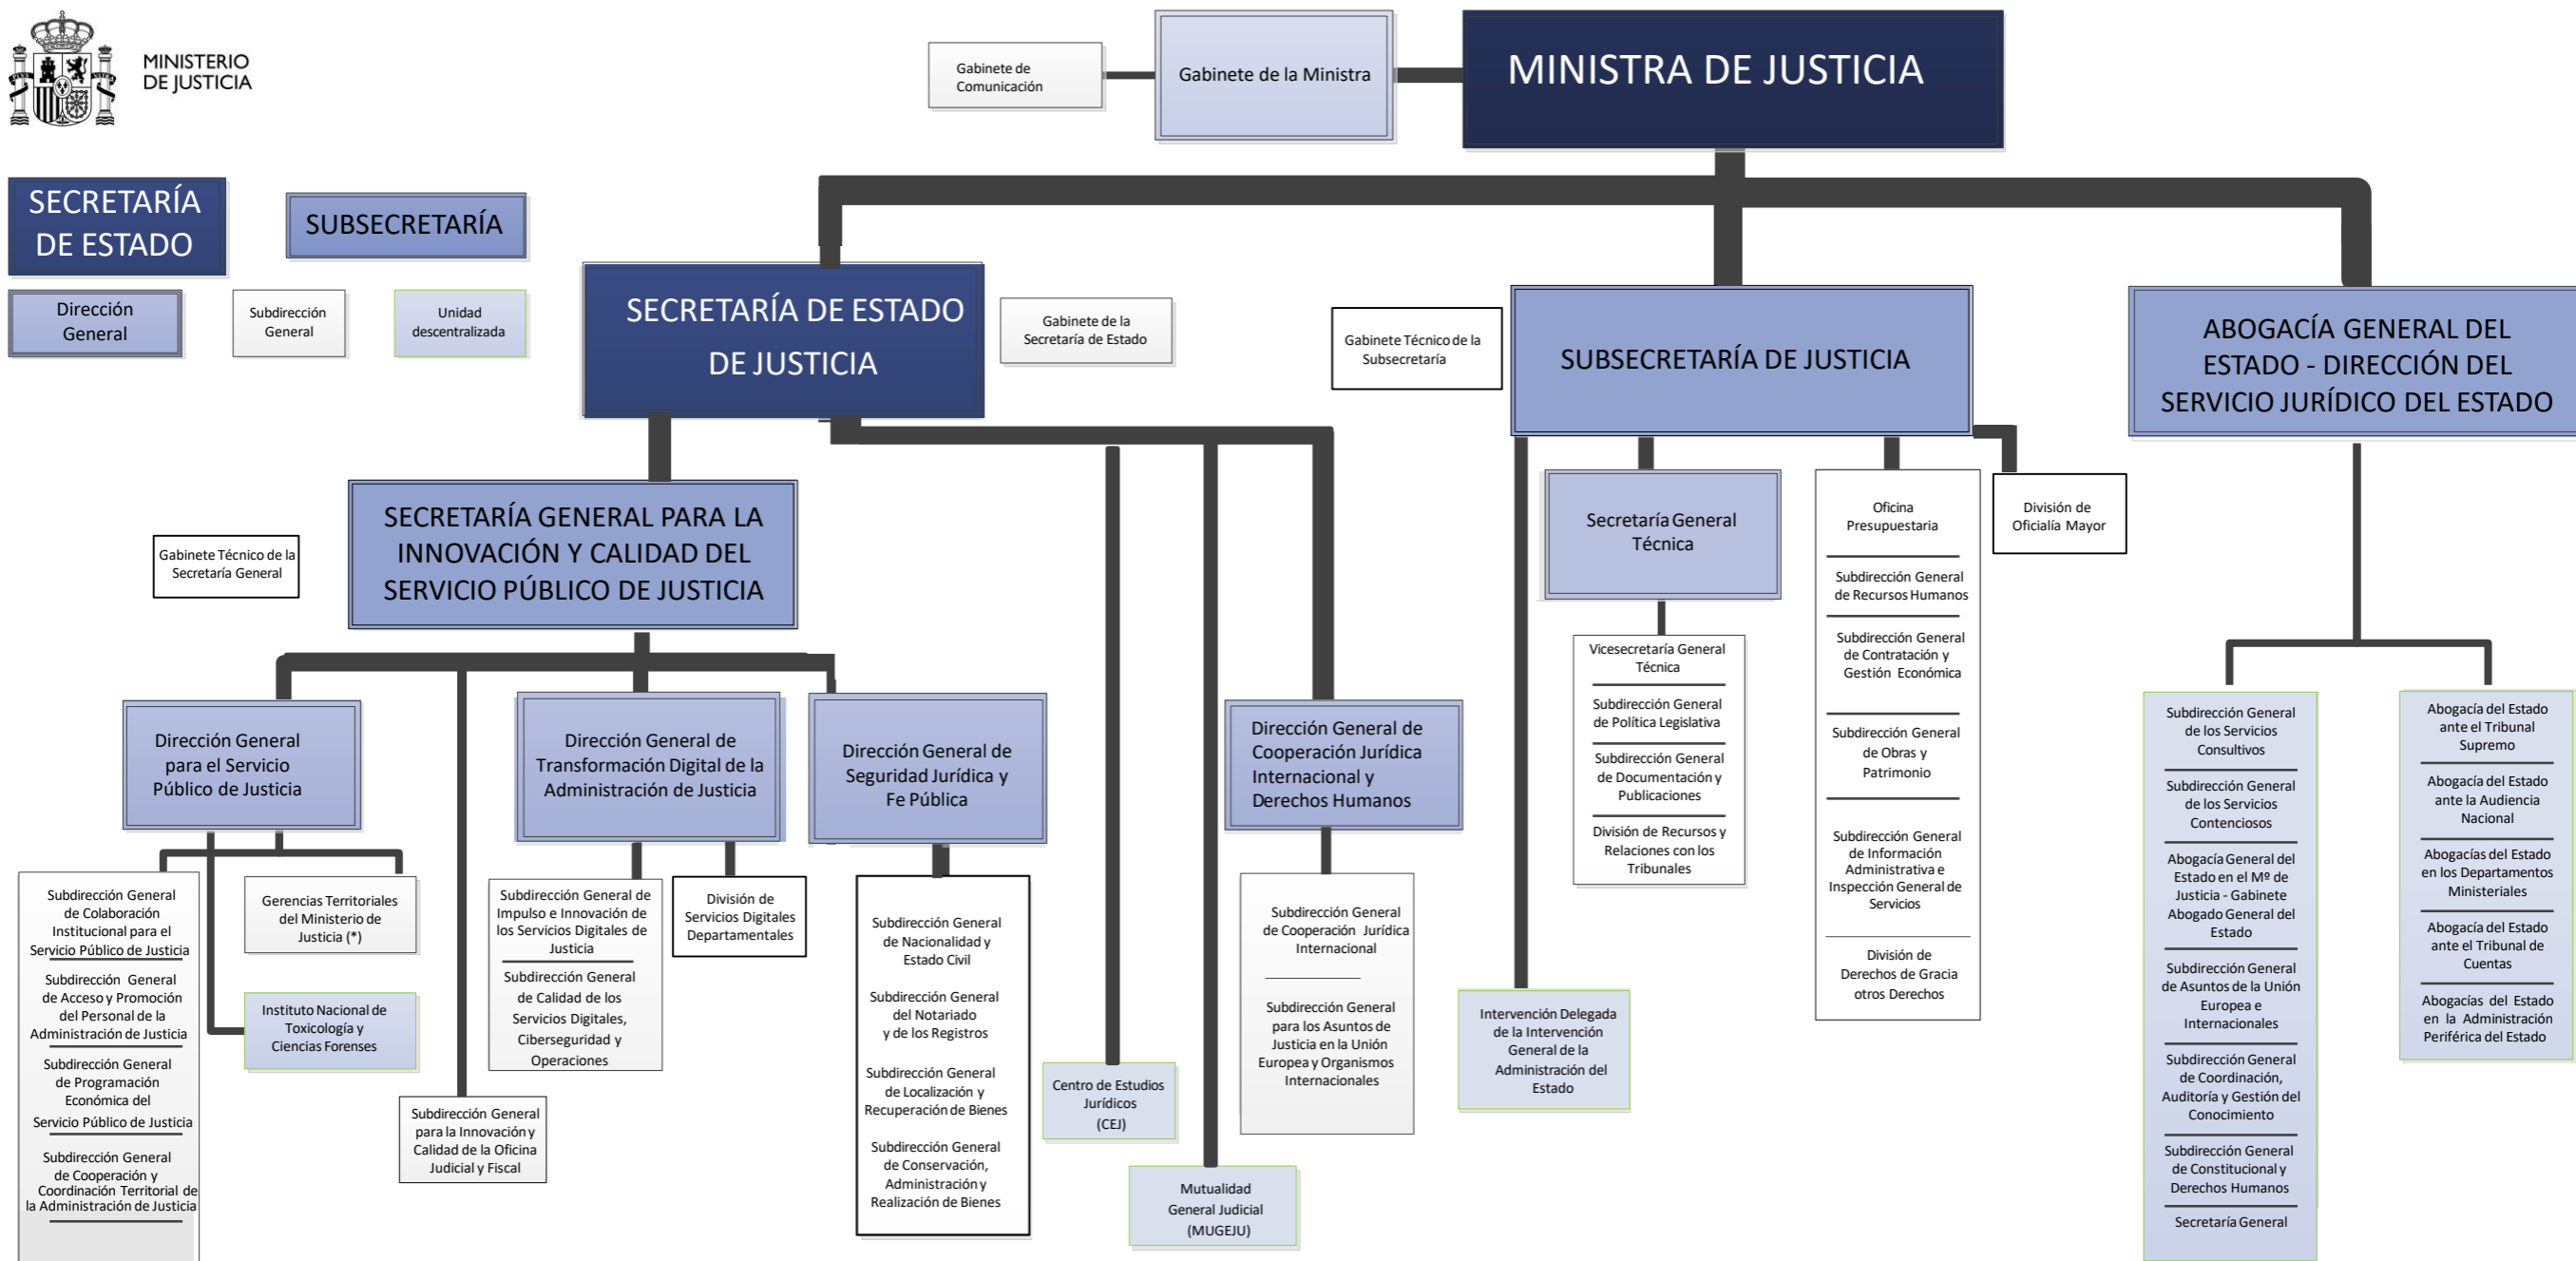 MINISTERIO
DE JUSTICIA
Gabinete de
Comunicación
Gabinete de la Ministra
MINISTRA DE JUSTICIA
SECRETARÍA
DE ESTADO
SUBSECRETARÍA
Dirección
General
Subdirección
General
Unidad
descentralizada
SECRETARÍA DE ESTADO
DE JUSTICIA
Gabinete de la
Secretaría de Estado
Gabinete Técnico de la
Subsecretaría
SUBSECRETARÍA DE JUSTICIA
ABOGACÍA GENERAL DEL
ESTADO - DIRECCIÓN DEL
SERVICIO JURÍDICO DEL ESTADO
Gabinete Técnico de la
Secretaría General
SECRETARÍA GENERAL PARA LA
INNOVACIÓN Y CALIDAD DEL
SERVICIO PÚBLICO DE JUSTICIA
Secretaría General
Técnica
Oficina
Presupuestaria
Subdirección General
de Recursos Humanos
Subdirección General
de Contratación y
Gestión Económica
Subdirección General
de Obras y
Patrimonio
Subdirección General
de Información
Administrativa e
Inspección General de
Servicios
División de
Derechos de Gracia
otros Derechos
División de
Oficialía Mayor
Vicesecretaría General
Técnica
Subdirección General
de Política Legislativa
Subdirección General
de Documentación y
Publicaciones
División de Recursos y
Relaciones con los
Tribunales
Dirección General
para el Servicio
Público de Justicia
Dirección General de
Transformación Digital de la
Administración de Justicia
Dirección General de
Seguridad Jurídica y
Fe Pública
Dirección General de
Cooperación Jurídica
Internacional y
Derechos Humanos
Subdirección General
de Colaboración
Institucional para el
Servicio Público de Justicia
Subdirección General
de Acceso y Promoción
del Personal de la
Administración de Justicia
Subdirección General
de Programación
Económica del
Servicio Público de Justicia
Subdirección General
de Cooperación y
Coordinación Territorial de
la Administración de Justicia
Gerencias Territoriales
del Ministerio de
Justicia (*)
Instituto Nacional de
Toxicología y
Ciencias Forenses
Subdirección General
para la Innovación y
Calidad de la Oficina
Judicial y Fiscal
Subdirección General de
Impulso e Innovación de
los Servicios Digitales de
Justicia
Subdirección General
de Calidad de los
Servicios Digitales,
Ciberseguridad y
Operaciones
División de
Servicios Digitales
Departamentales
Subdirección General
de Nacionalidad y
Estado Civil
Subdirección General
del Notariado
y de los Registros
Subdirección General
de Localización y
Recuperación de Bienes
Subdirección General
de Conservación,
Administración y
Realización de Bienes
Centro de Estudios
Jurídicos
(CEJ)
Mutualidad
General Judicial
(MUGEJU)
Subdirección General
de Cooperación Jurídica
Internacional
Subdirección General
para los Asuntos de
Justicia en la Unión
Europea y Organismos
Internacionales
Intervención Delegada
de la Intervención
General de la
Administración del
Estado
Subdirección General
de los Servicios
Consultivos
Subdirección General
de los Servicios
Contenciosos
Abogacía General del
Estado en el Mº de
Justicia - Gabinete
Abogado General del
Estado
Subdirección General
de Asuntos de la Unión
Europea e
Internacionales
Subdirección General
de Coordinación,
Auditoría y Gestión del
Conocimiento
Subdirección General
de Constitucional y
Derechos Humanos
Secretaría General
Abogacía del Estado
ante el Tribunal
Supremo
Abogacía del Estado
ante la Audiencia
Nacional
Abogacías del Estado
en los Departamentos
Ministeriales
Abogacía del Estado
ante el Tribunal de
Cuentas
Abogacías del Estado
en la Administración
Periférica del Estado